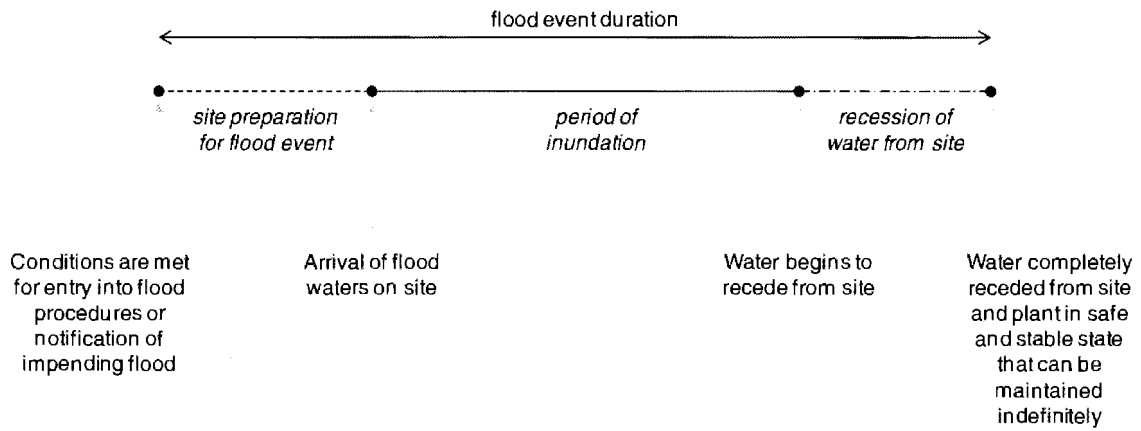 flood event duration
site preparation
for flood event
period of
inundation
recession of
water from site
Conditions are met
for entry into flood
procedures or
notification of
impending flood
Arrival of flood
waters on site
Water begins to
recede from site
Water completely
receded from site
and plant in safe
and stable state
that can be
maintained
indefinitely